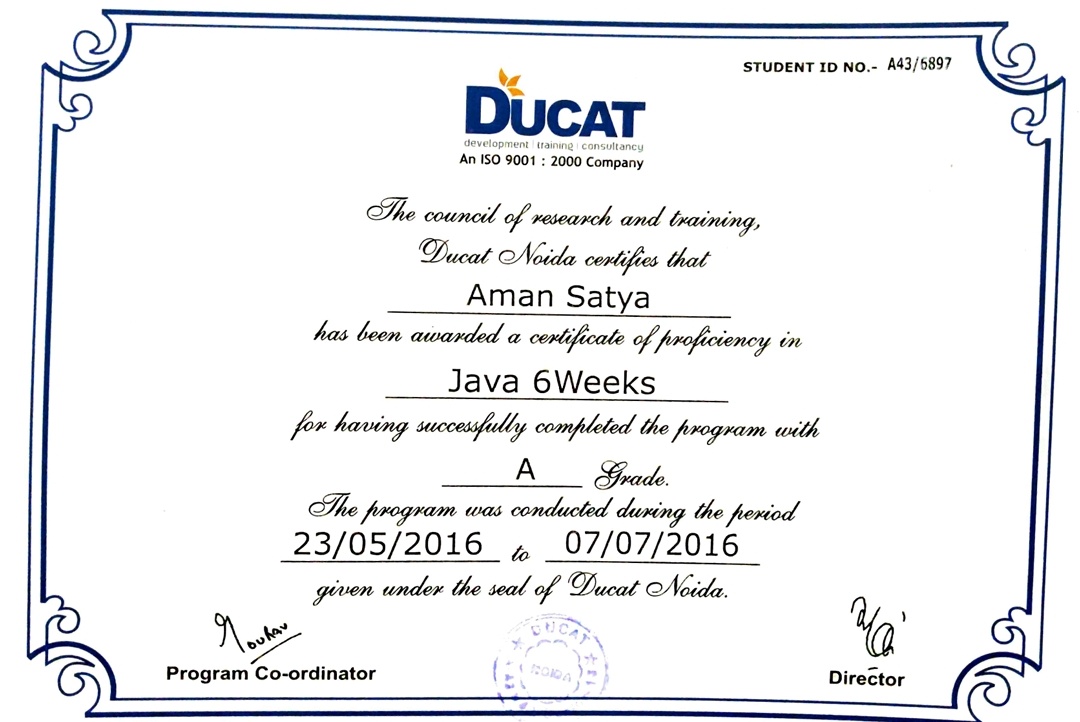 STUDENT ID NO.- A43/6897
DUCAT
development | training | consultancy
An ISO 9001 : 2000 Company
The council of research and training,
Ducat Noida certifies that
Aman Satya
has been awarded a certificate of proficiency in
Java 6Weeks
for having successfully completed the program with
A Grade.
The program was conducted during the period
23/05/2016 to 07/07/2016
given under the seal of Ducat Noida.
DUCAT
NOIDA
Program Co-ordinator
Director